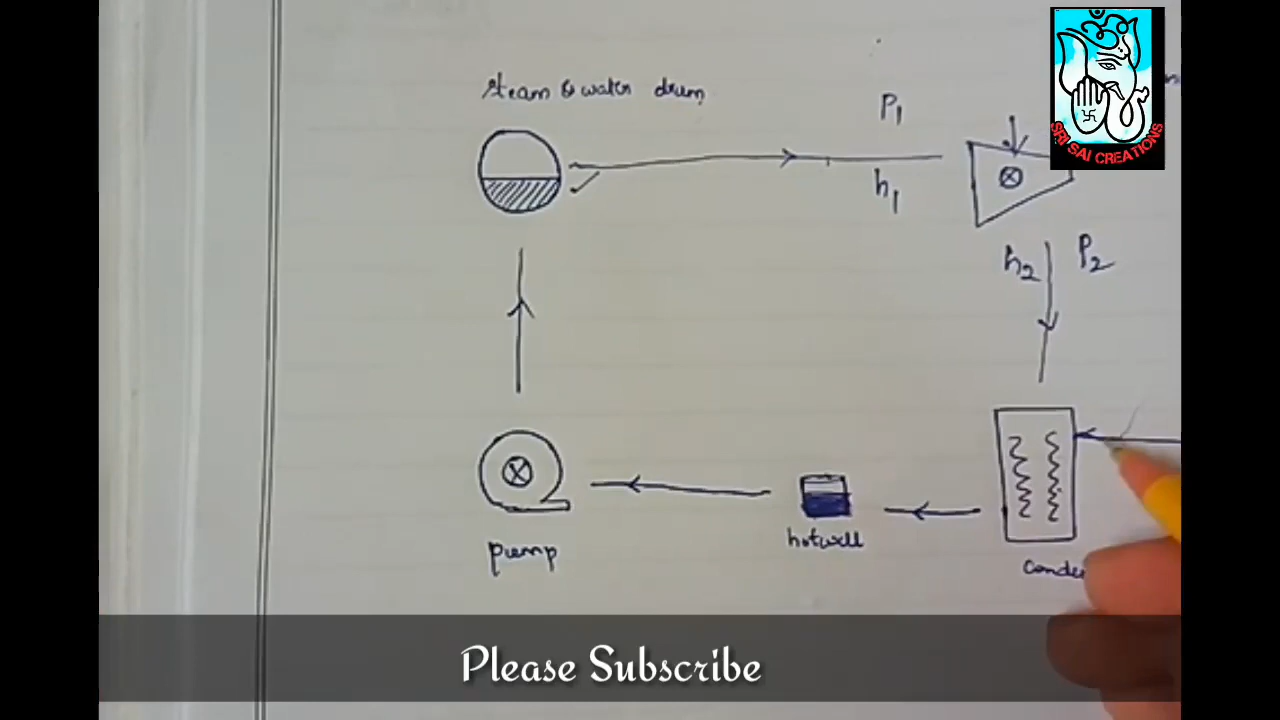 steam & water drum
P1
h1
h2 P2
hotwell
pump
SRI SAI CREATIONS
Please Subscribe